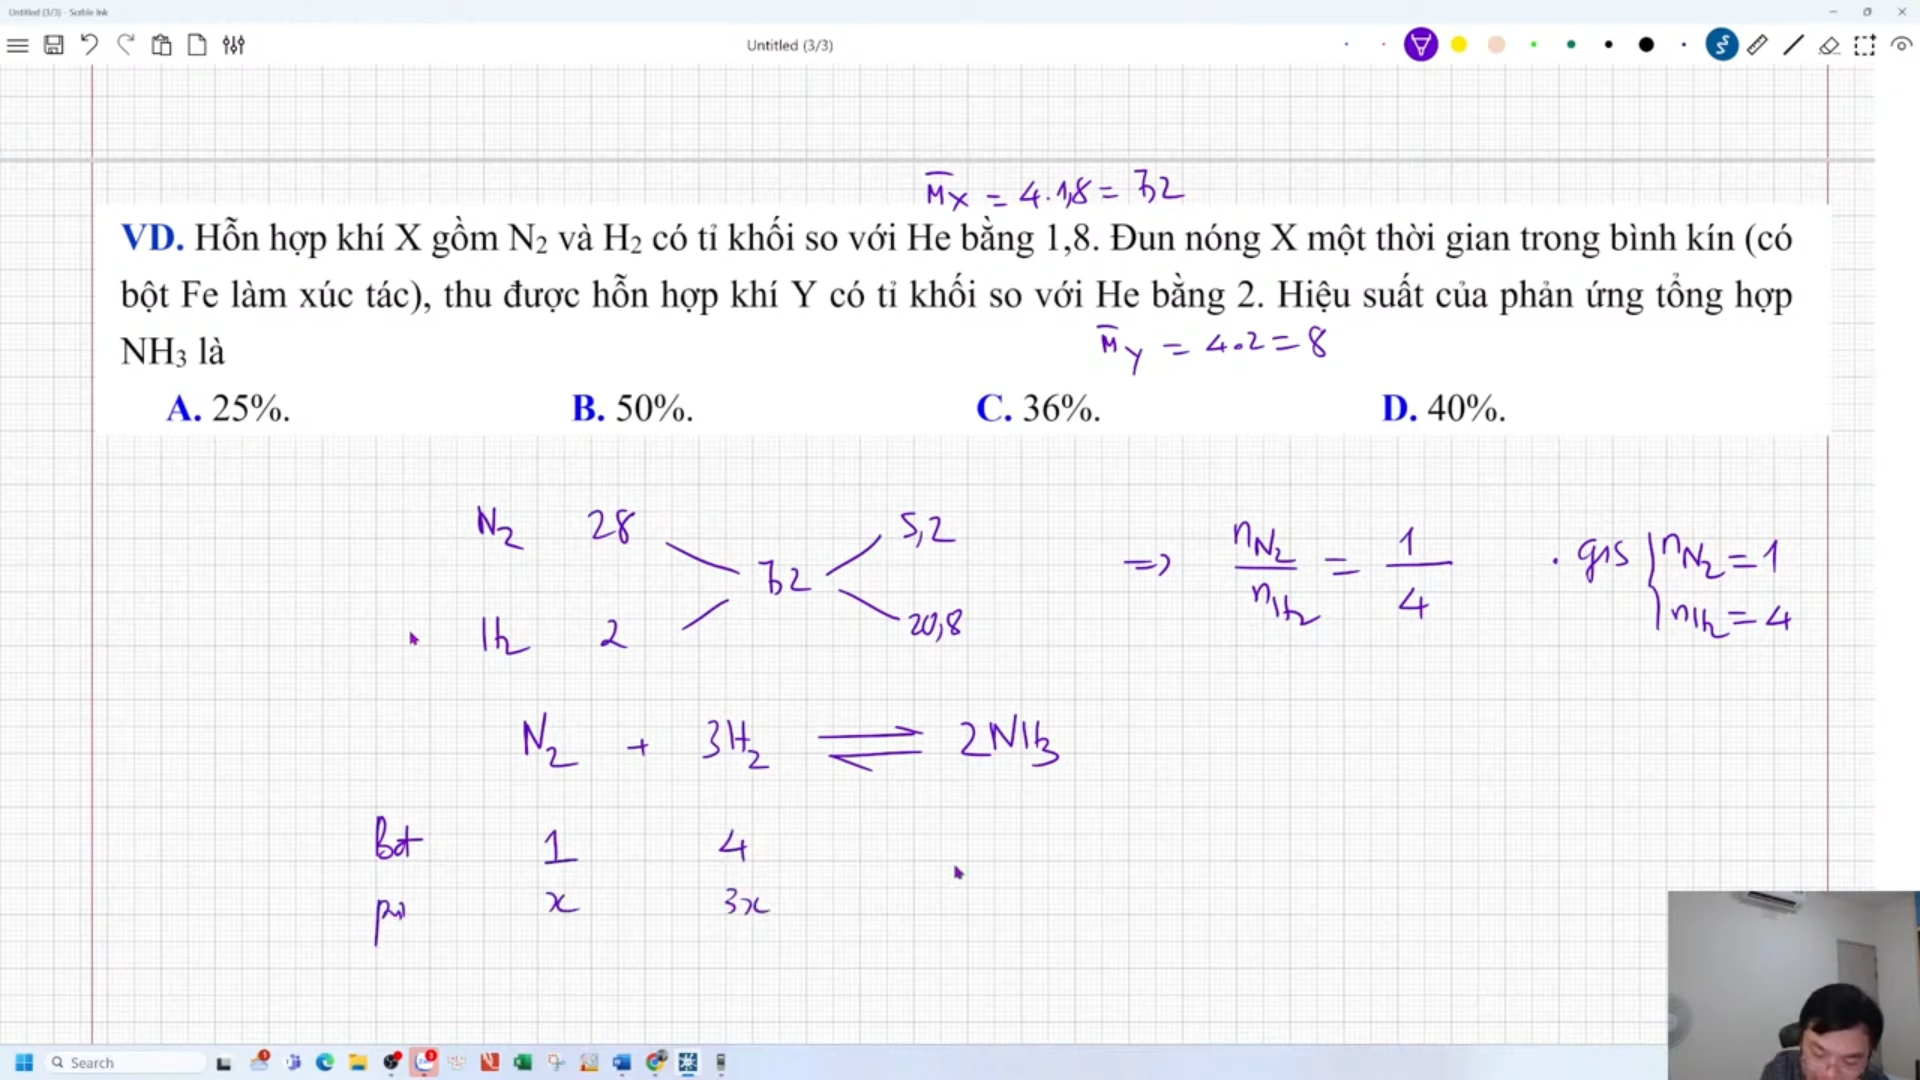 Untitled (3/3) - Scrble Ink
Untitled (3/3)
M̅x = 4.1,8 = 7,2
VD. Hỗn hợp khí X gồm N₂ và H₂ có tỉ khối so với He bằng 1,8. Đun nóng X một thời gian trong bình kín (có
bột Fe làm xúc tác), thu được hỗn hợp khí Y có tỉ khối so với He bằng 2. Hiệu suất của phản ứng tổng hợp
NH₃ là
M̅Y = 4.2 = 8
A. 25%. B. 50%. C. 36%. D. 40%.
N₂ 28 5,2
7,2
H₂ 2 20,8
=> nN₂ / nH₂ = 1 / 4 . gis { nN₂ = 1
nH₂ = 4
N₂ + 3H₂ ⇌ 2NH₃
bđ 1 4
pư x 3x
Search